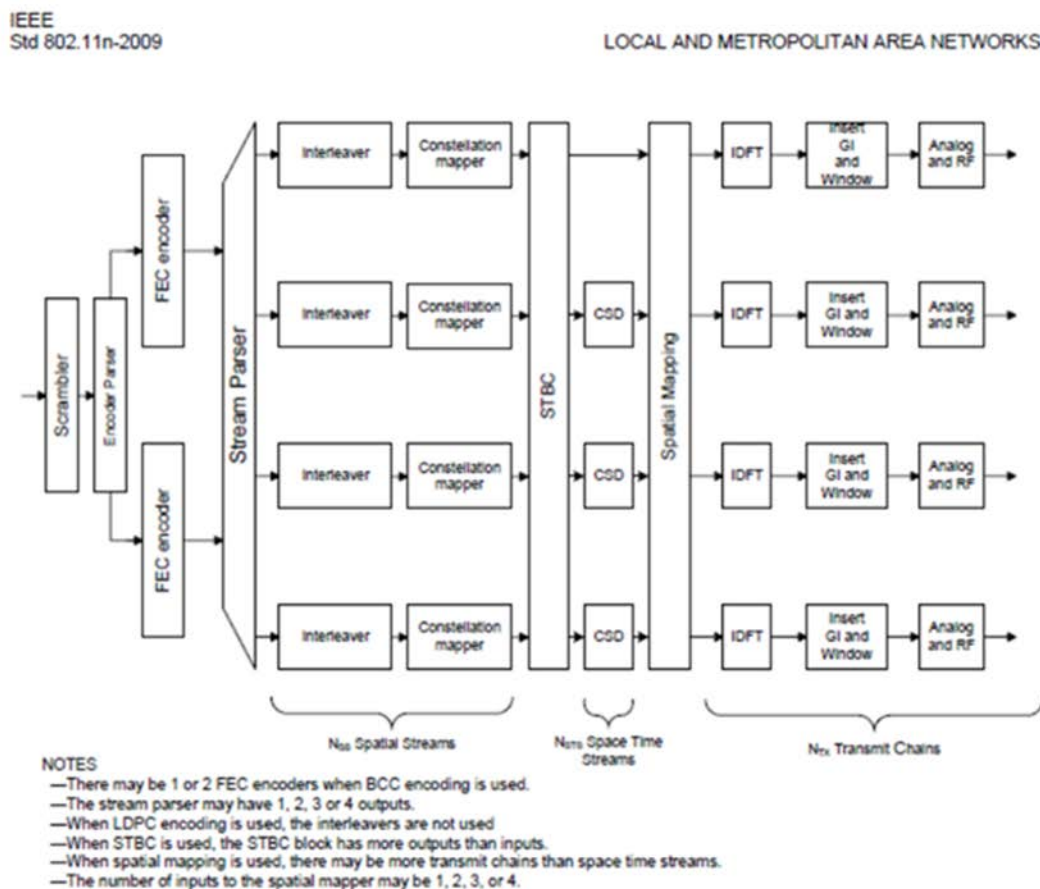 IEEE
Std 802.11n-2009
LOCAL AND METROPOLITAN AREA NETWORKS
Scrambler
Encoder Parser
FEC encoder
FEC encoder
Stream Parser
Interleaver
Constellation
mapper
Interleaver
Constellation
mapper
Interleaver
Constellation
mapper
Interleaver
Constellation
mapper
STBC
CSD
CSD
CSD
Spatial Mapping
IDFT
Insert
GI
and
Window
Analog
and RF
IDFT
Insert
GI and
Window
Analog
and RF
IDFT
Insert
GI and
Window
Analog
and RF
IDFT
Insert
GI and
Window
Analog
and RF
NSS Spatial Streams
NSTS Space Time
Streams
NTX Transmit Chains
NOTES
—There may be 1 or 2 FEC encoders when BCC encoding is used.
—The stream parser may have 1, 2, 3 or 4 outputs.
—When LDPC encoding is used, the interleavers are not used
—When STBC is used, the STBC block has more outputs than inputs.
—When spatial mapping is used, there may be more transmit chains than space time streams.
—The number of inputs to the spatial mapper may be 1, 2, 3, or 4.